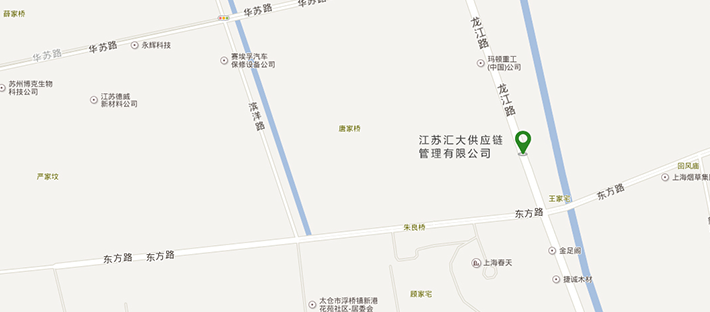 薛家桥
华苏路
华苏路
华苏路
永辉科技
龙江路
赛埃孚汽车
保修设备公司
玛顿重工
(中国)公司
苏州博克生物
科技公司
江苏德威
新材料公司
龙江路
滨洋路
唐家桥
江苏汇大供应链
管理有限公司
严家坟
回风庙
上海烟草集
东方路
王家宅
东方路
朱良桥
东方路
东方路
金足阁
上海春天
捷诚木材
顾家宅
太仓市浮桥镇新港
花苑社区-居委会